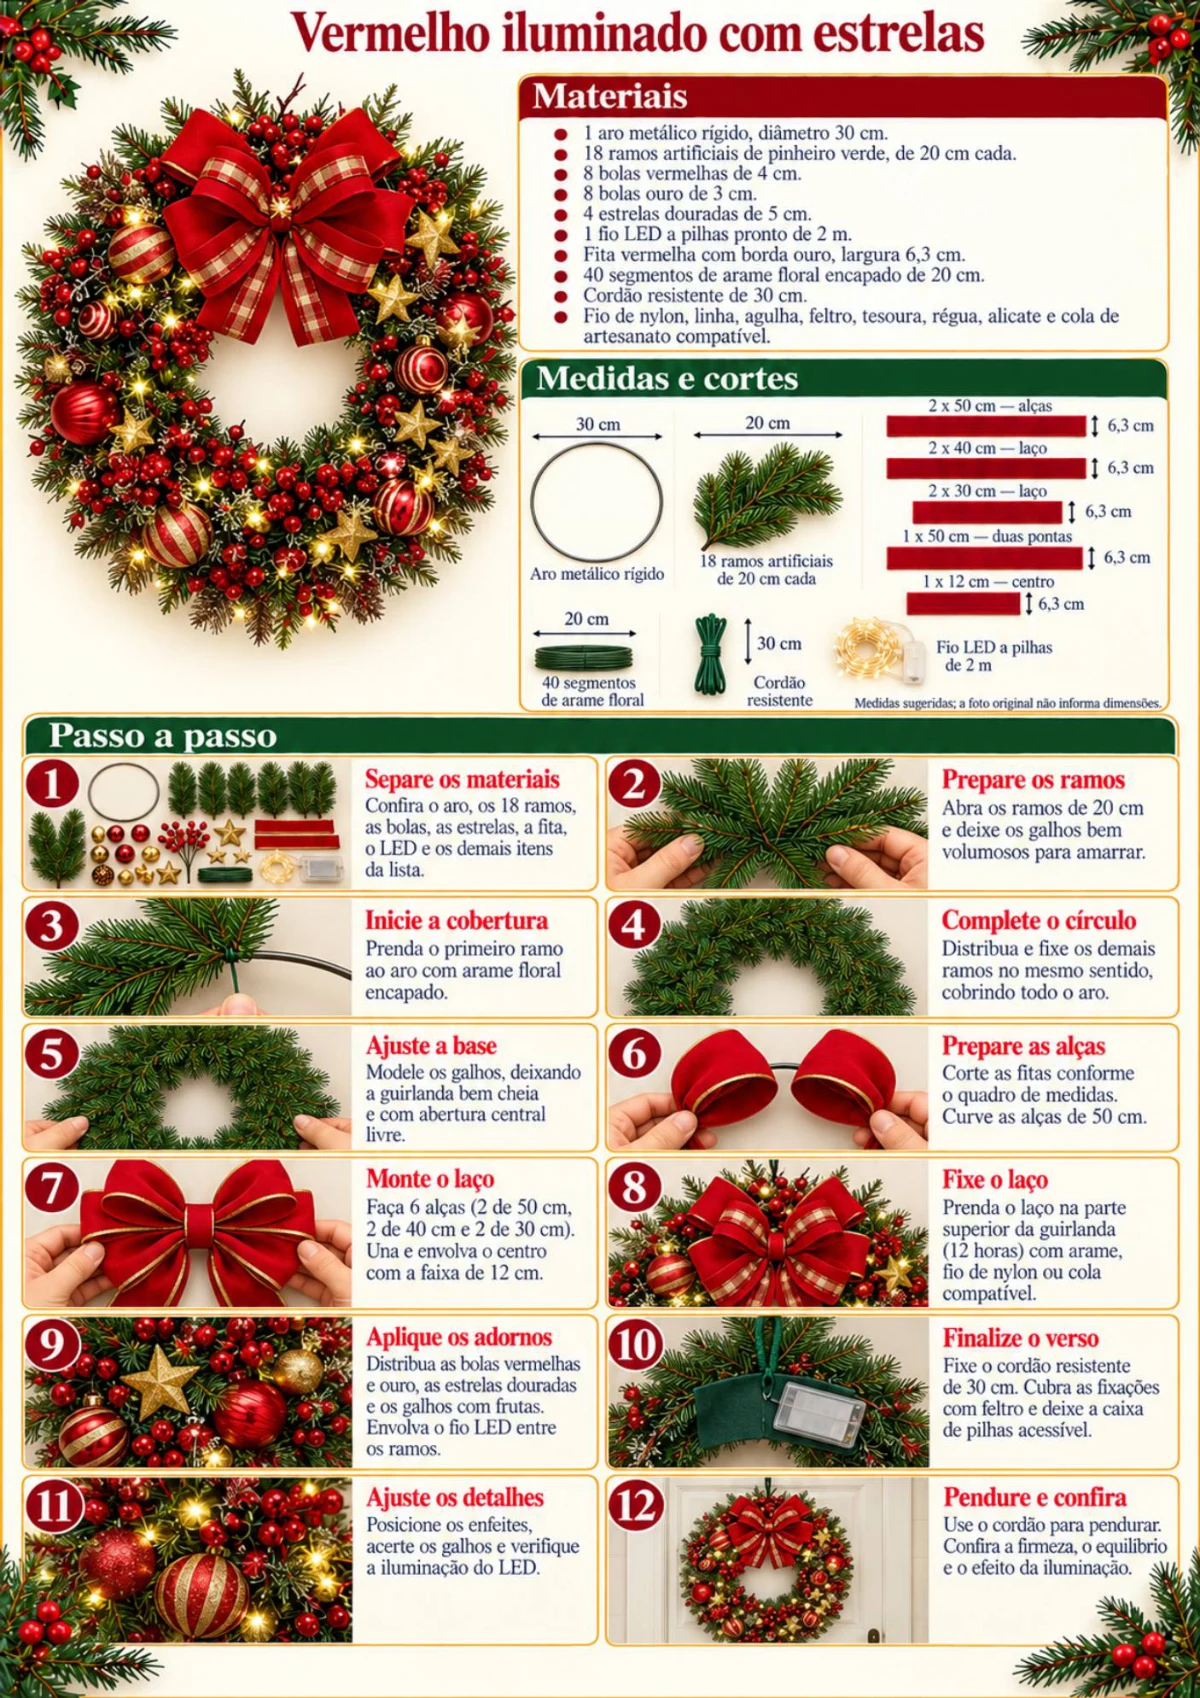 Vermelho iluminado com estrelas
Materiais
1 aro metálico rígido, diâmetro 30 cm.
18 ramos artificiais de pinheiro verde, de 20 cm cada.
8 bolas vermelhas de 4 cm.
8 bolas ouro de 3 cm.
4 estrelas douradas de 5 cm.
1 fio LED a pilhas pronto de 2 m.
Fita vermelha com borda ouro, largura 6,3 cm.
40 segmentos de arame floral encapado de 20 cm.
Cordão resistente de 30 cm.
Fio de nylon, linha, agulha, feltro, tesoura, régua, alicate e cola de
artesanato compatível.
Medidas e cortes
30 cm
Aro metálico rígido
20 cm
18 ramos artificiais
de 20 cm cada
2 x 50 cm — alças
6,3 cm
2 x 40 cm — laço
6,3 cm
2 x 30 cm — laço
6,3 cm
1 x 50 cm — duas pontas
6,3 cm
1 x 12 cm — centro
6,3 cm
20 cm
40 segmentos
de arame floral
30 cm
Cordão
resistente
Fio LED a pilhas
de 2 m
Medidas sugeridas; a foto original não informa dimensões.
Passo a passo
1
Separe os materiais
Confira o aro, os 18 ramos,
as bolas, as estrelas, a fita,
o LED e os demais itens
da lista.
2
Prepare os ramos
Abra os ramos de 20 cm
e deixe os galhos bem
volumosos para amarrar.
3
Inicie a cobertura
Prenda o primeiro ramo
ao aro com arame floral
encapado.
4
Complete o círculo
Distribua e fixe os demais
ramos no mesmo sentido,
cobrindo todo o aro.
5
Ajuste a base
Modele os galhos, deixando
a guirlanda bem cheia
e com abertura central
livre.
6
Prepare as alças
Corte as fitas conforme
o quadro de medidas.
Curve as alças de 50 cm.
7
Monte o laço
Faça 6 alças (2 de 50 cm,
2 de 40 cm e 2 de 30 cm).
Una e envolva o centro
com a faixa de 12 cm.
8
Fixe o laço
Prenda o laço na parte
superior da guirlanda
(12 horas) com arame,
fio de nylon ou cola
compatível.
9
Aplique os adornos
Distribua as bolas vermelhas
e ouro, as estrelas douradas
e os galhos com frutas.
Envolva o fio LED entre
os ramos.
10
Finalize o verso
Fixe o cordão resistente
de 30 cm. Cubra as fixações
com feltro e deixe a caixa
de pilhas acessível.
11
Ajuste os detalhes
Posicione os enfeites,
acerte os galhos e verifique
a iluminação do LED.
12
Pendure e confira
Use o cordão para pendurar.
Confira a firmeza, o equilíbrio
e o efeito da iluminação.